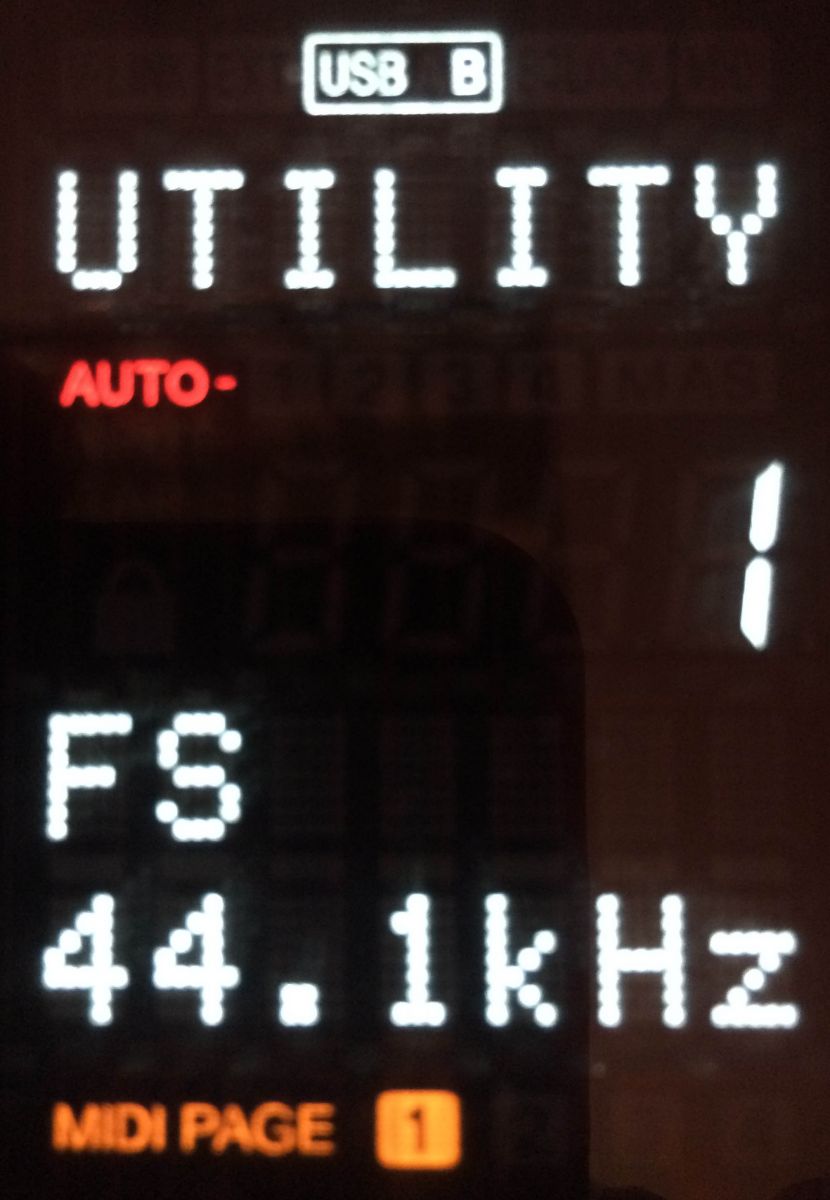 USB B
UTILITY
AUTO-
1
FS
44.1kHz
MIDI PAGE 1